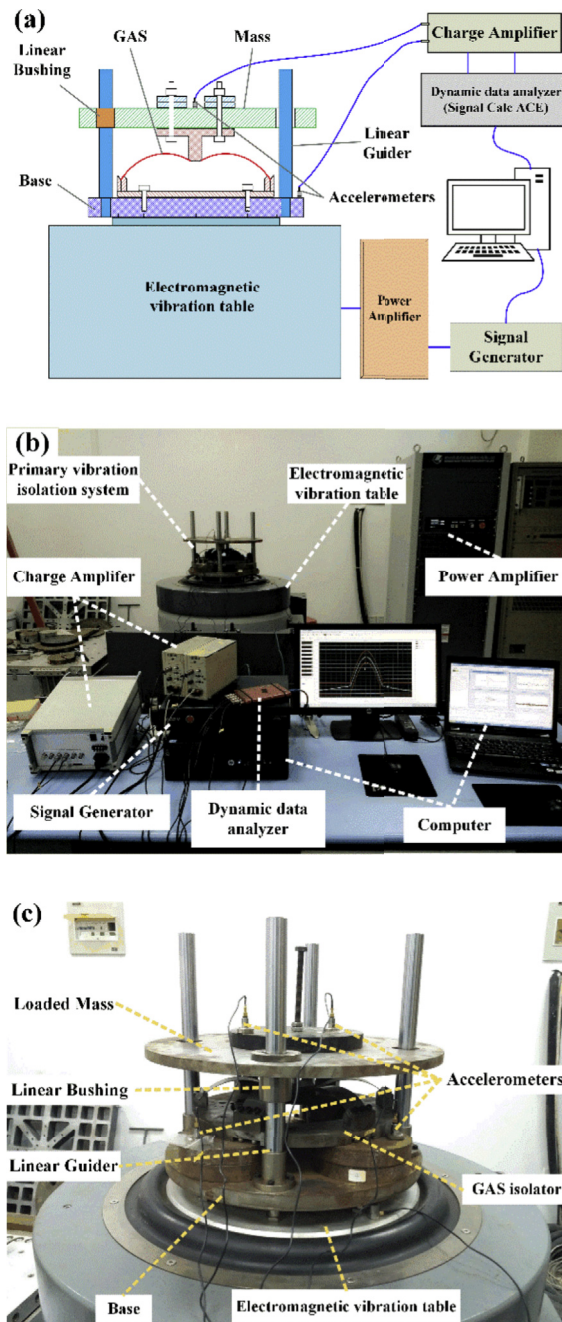 (a)
GAS
Mass
Linear
Bushing
Charge Amplifier
Dynamic data analyzer
(Signal Calc ACE)
Linear
Guider
Base
Accelerometers
Electromagnetic
vibration table
Power
Amplifier
Signal
Generator
(b)
Primary vibration
isolation system
Electromagnetic
vibration table
Charge Amplifer
Power Amplifier
Signal Generator
Dynamic data
analyzer
Computer
(c)
Loaded Mass
Linear Bushing
Accelerometers
Linear Guider
GAS isolator
Base
Electromagnetic vibration table